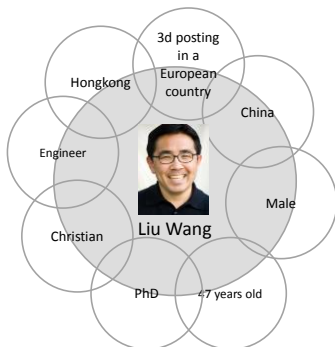 3d posting
in a
European
country
Hongkong
China
Engineer
Male
Christian
Liu Wang
PhD
47 years old